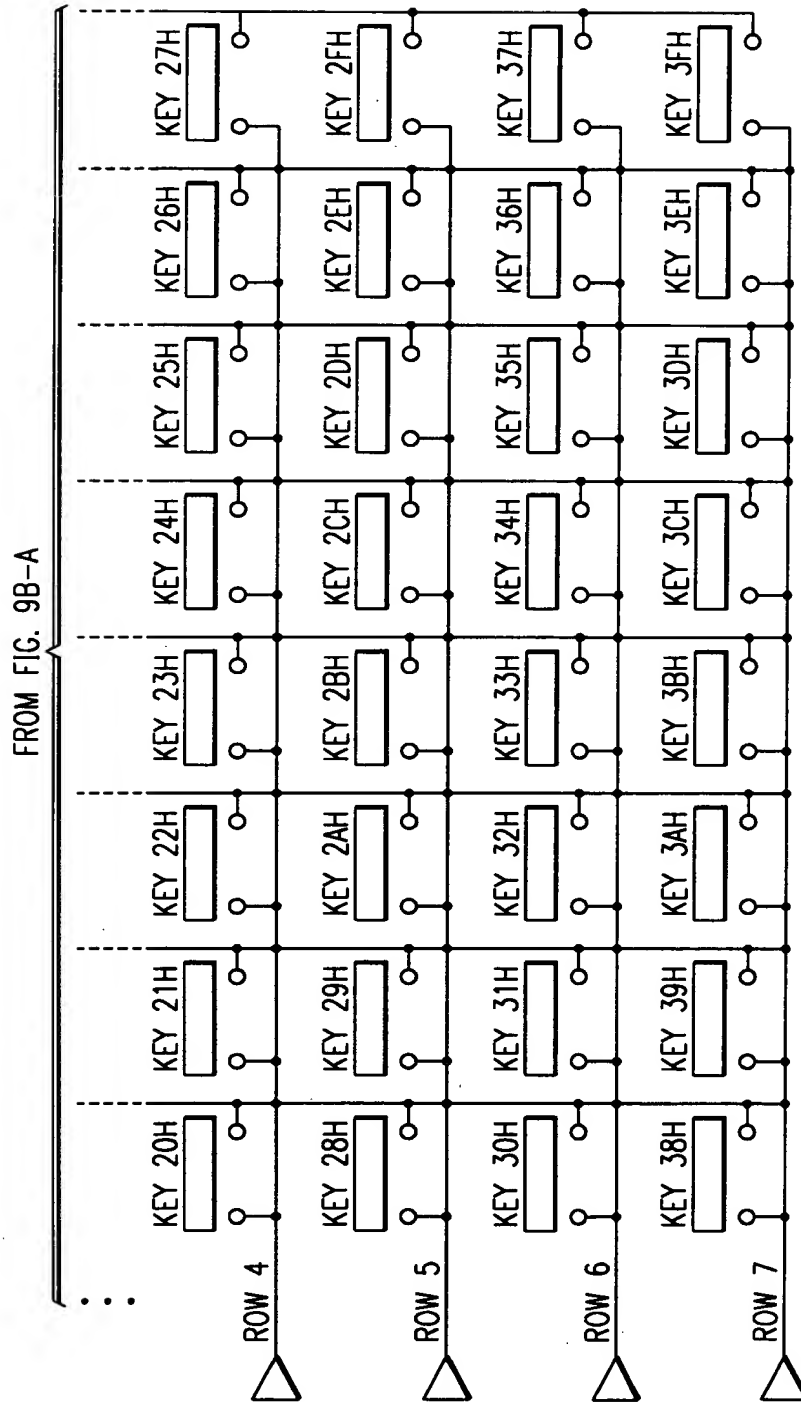 FROM FIG. 9B-A
KEY 20H
KEY 21H
KEY 22H
KEY 23H
KEY 24H
KEY 25H
KEY 26H
KEY 27H
ROW 4
KEY 28H
KEY 29H
KEY 2AH
KEY 2BH
KEY 2CH
KEY 2DH
KEY 2EH
KEY 2FH
ROW 5
KEY 30H
KEY 31H
KEY 32H
KEY 33H
KEY 34H
KEY 35H
KEY 36H
KEY 37H
ROW 6
KEY 38H
KEY 39H
KEY 3AH
KEY 3BH
KEY 3CH
KEY 3DH
KEY 3EH
KEY 3FH
ROW 7